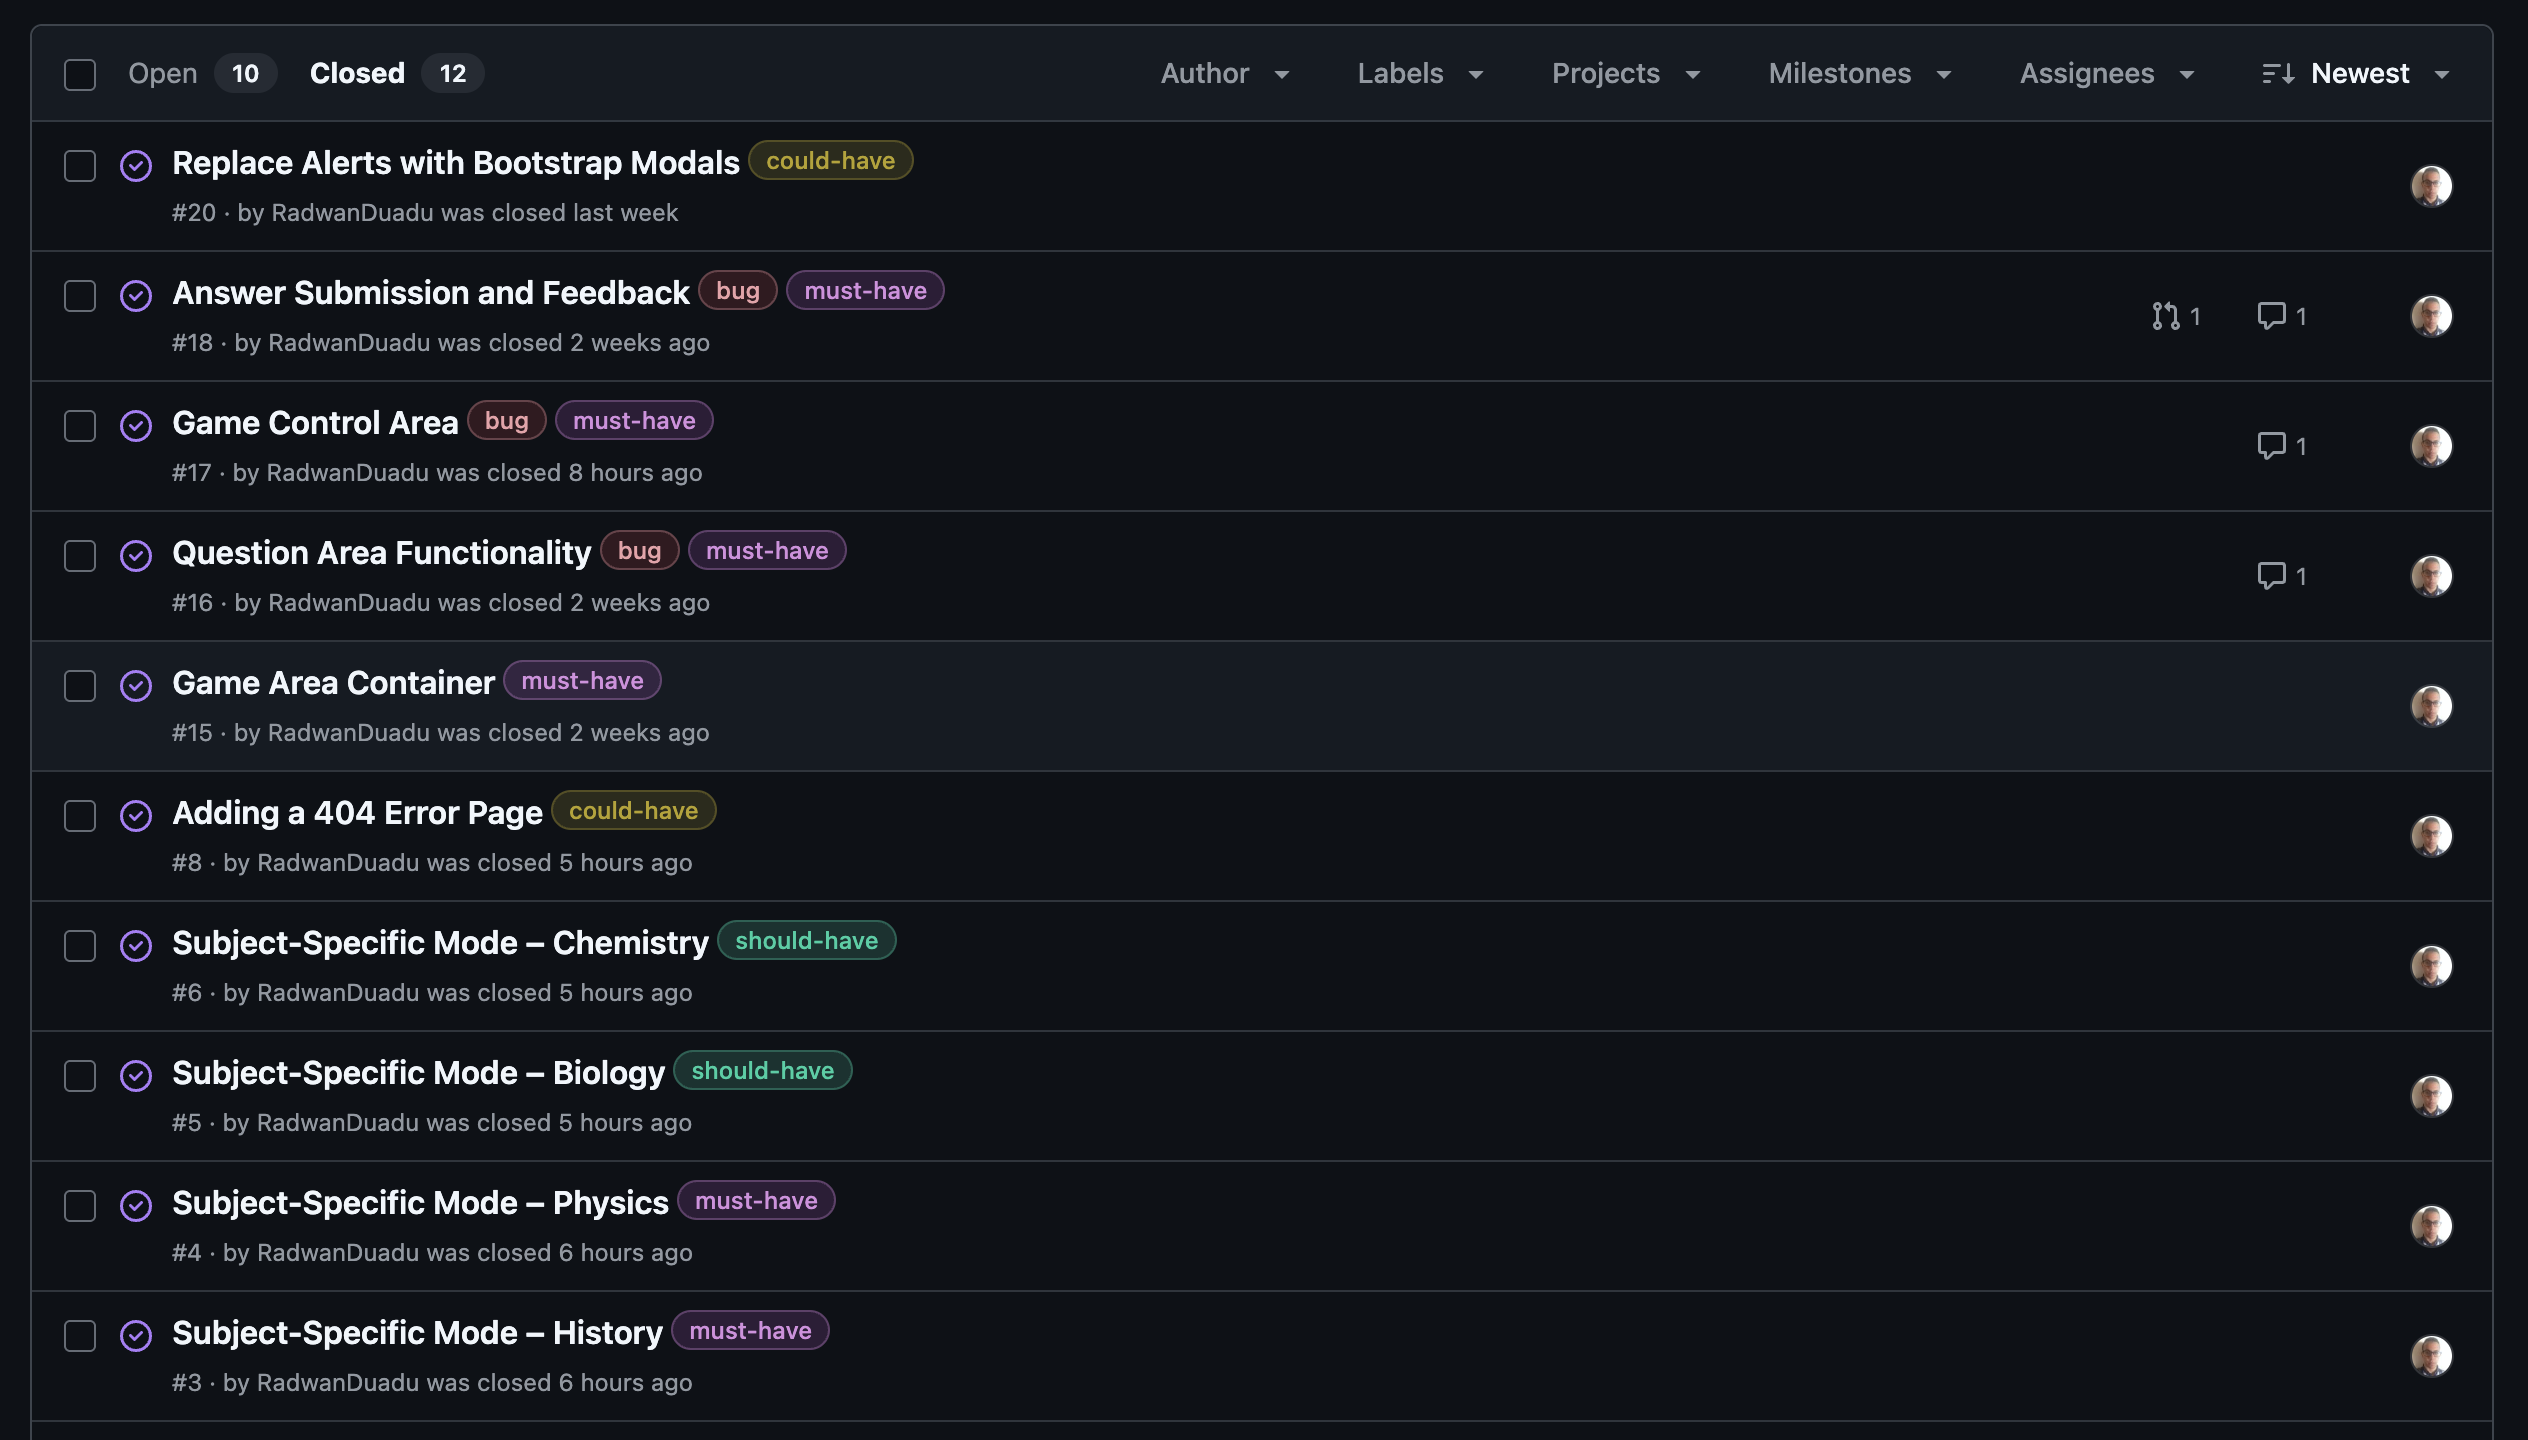 Open 10 Closed 12 Author Labels Projects Milestones Assignees Newest
Replace Alerts with Bootstrap Modals could-have
#20 · by RadwanDuadu was closed last week
Answer Submission and Feedback bug must-have
#18 · by RadwanDuadu was closed 2 weeks ago
1 1
Game Control Area bug must-have
#17 · by RadwanDuadu was closed 8 hours ago
1
Question Area Functionality bug must-have
#16 · by RadwanDuadu was closed 2 weeks ago
1
Game Area Container must-have
#15 · by RadwanDuadu was closed 2 weeks ago
Adding a 404 Error Page could-have
#8 · by RadwanDuadu was closed 5 hours ago
Subject-Specific Mode – Chemistry should-have
#6 · by RadwanDuadu was closed 5 hours ago
Subject-Specific Mode – Biology should-have
#5 · by RadwanDuadu was closed 5 hours ago
Subject-Specific Mode – Physics must-have
#4 · by RadwanDuadu was closed 6 hours ago
Subject-Specific Mode – History must-have
#3 · by RadwanDuadu was closed 6 hours ago